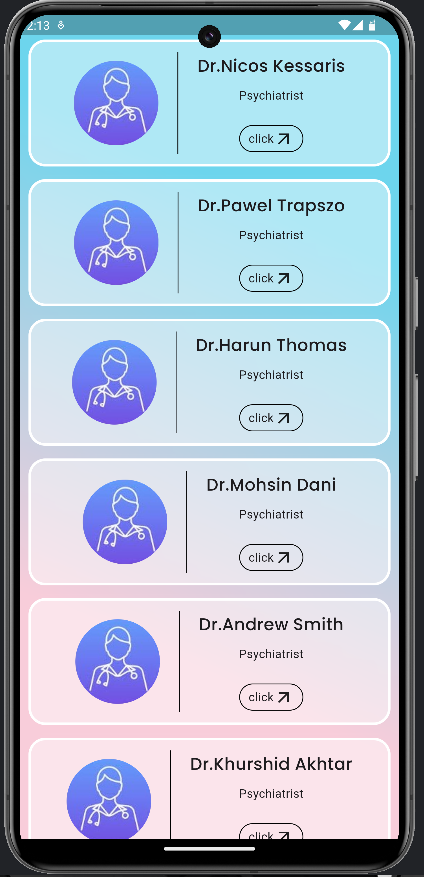 2:13
Dr.Nicos Kessaris
Psychiatrist
click
Dr.Pawel Trapszo
Psychiatrist
click
Dr.Harun Thomas
Psychiatrist
click
Dr.Mohsin Dani
Psychiatrist
click
Dr.Andrew Smith
Psychiatrist
click
Dr.Khurshid Akhtar
Psychiatrist
click